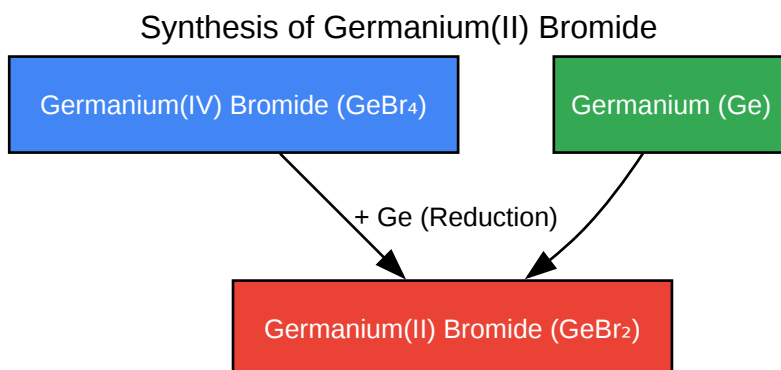 Synthesis of Germanium(II) Bromide
Germanium(IV) Bromide (GeBr₄)
Germanium (Ge)
+ Ge (Reduction)
Germanium(II) Bromide (GeBr₂)